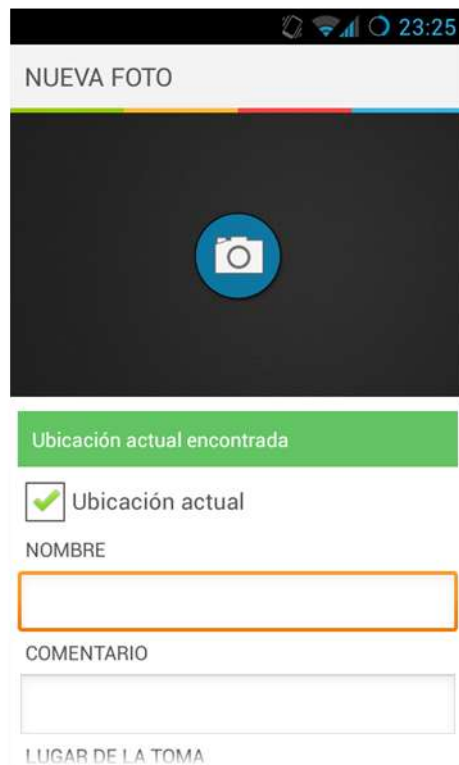 23:25
NUEVA FOTO
Ubicación actual encontrada
Ubicación actual
NOMBRE
COMENTARIO
LUGAR DE LA TOMA